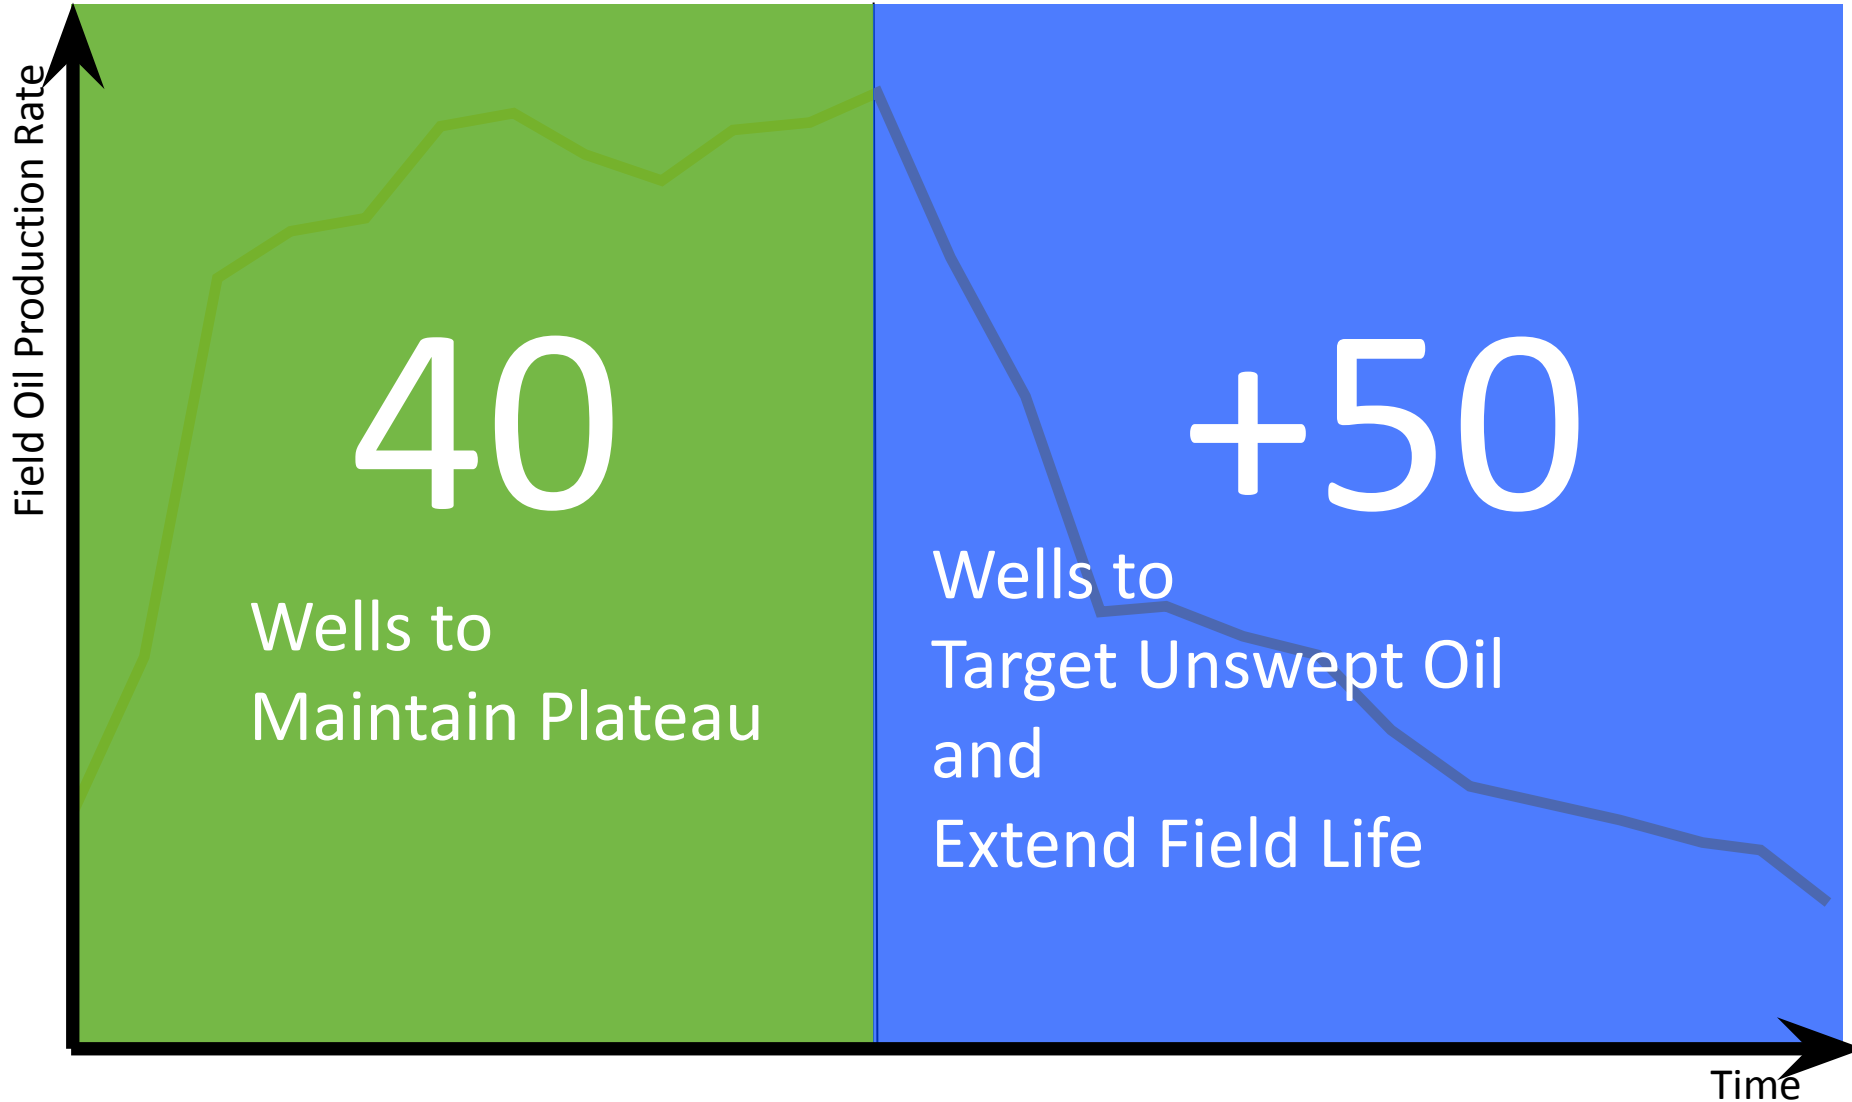 Field Oil Production Rate
40
Wells to
Maintain Plateau
+50
Wells to
Target Unswept Oil
and
Extend Field Life
Time